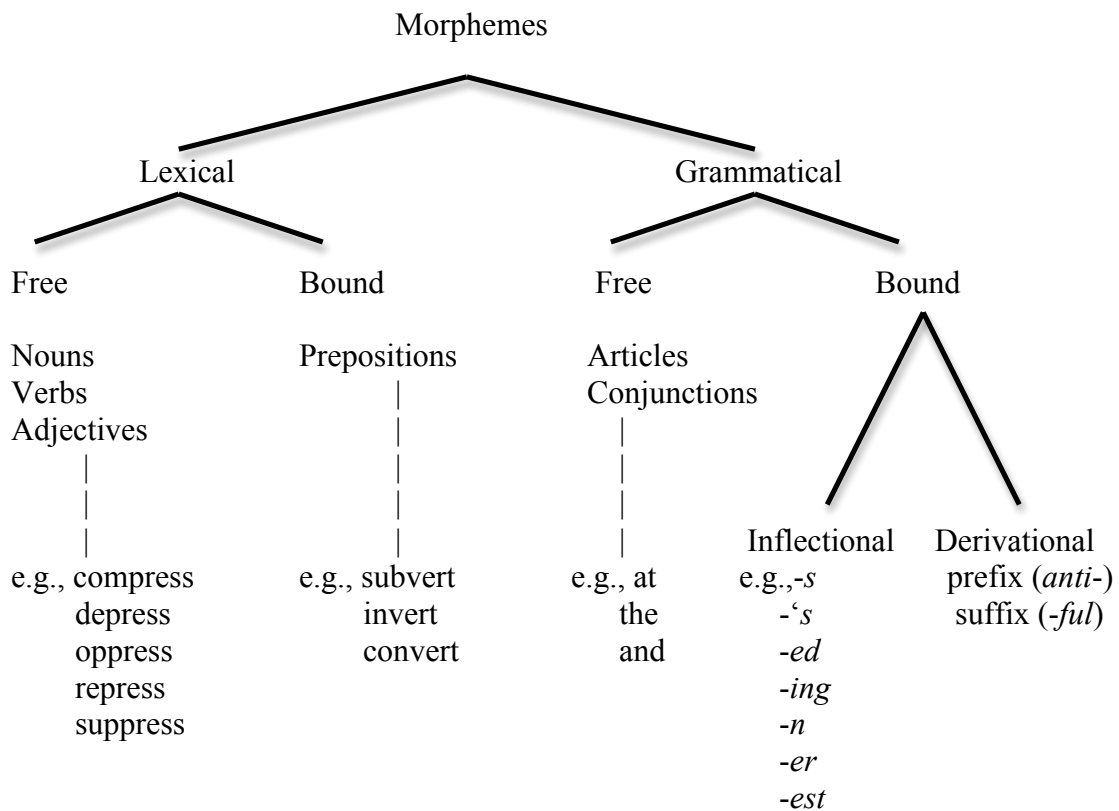 Morphemes
Lexical Grammatical
Free Bound Free Bound
Nouns Prepositions Articles
Verbs Conjunctions
Adjectives
Inflectional Derivational
e.g., compress e.g., subvert e.g., at e.g.,-s prefix (anti-)
depress invert the -‘s suffix (-ful)
oppress convert and -ed
repress -ing
suppress -n
-er
-est